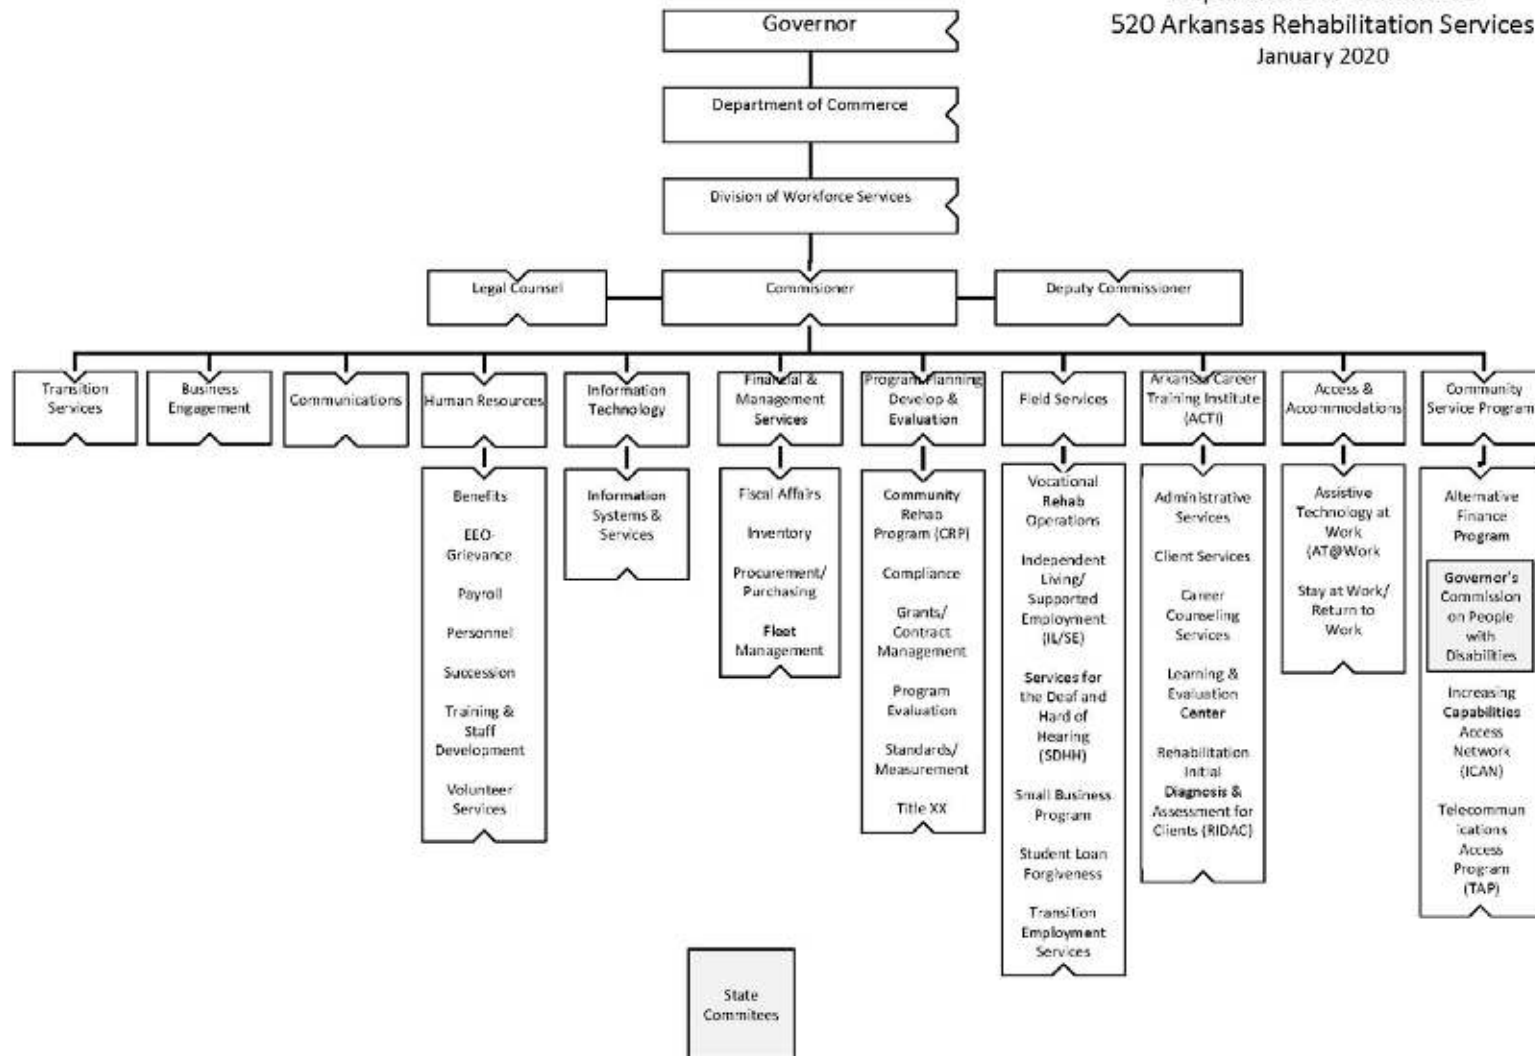 520 Arkansas Rehabilitation Services
January 2020
Governor
Department of Commerce
Division of Workforce Services
Legal Counsel
Commisioner
Deputy Commissioner
Transition
Services
Business
Engagement
Communications
Human Resources
Information
Technology
Financial &
Management
Services
Program Planning
Develop &
Evaluation
Field Services
Arkansas Career
Training Institute
(ACTI)
Access &
Accommodations
Community
Service Program
Benefits
EEO-
Grievance
Payroll
Personnel
Succession
Training &
Staff
Development
Volunteer
Services
Information
Systems &
Services
Fiscal Affairs
Inventory
Procurement/
Purchasing
Fleet
Management
Community
Rehab
Program (CRP)
Compliance
Grants/
Contract
Management
Program
Evaluation
Standards/
Measurement
Title XX
Vocational
Rehab
Operations
Independent
Living/
Supported
Employment
(IL/SE)
Services for
the Deaf and
Hard of
Hearing
(SDHH)
Small Business
Program
Student Loan
Forgiveness
Transition
Employment
Services
Administrative
Services
Client Services
Career
Counseling
Services
Learning &
Evaluation
Center
Rehabilitation
Initial
Diagnosis &
Assessment for
Clients (RIDAC)
Assistive
Technology at
Work
(AT@Work
Stay at Work/
Return to
Work
Alternative
Finance
Program
Governor's
Commission
on People
with
Disabilities
Increasing
Capabilities
Access
Network
(ICAN)
Telecommun
ications
Access
Program
(TAP)
State
Commitees